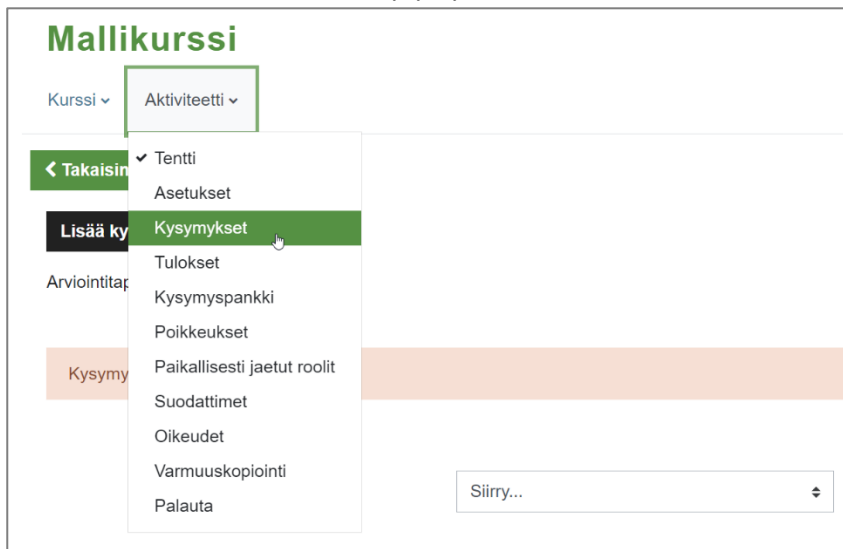 Mallikurssi
Kurssi Aktiviteetti
Tentti
Takaisin
Asetukset
Lisää ky
Kysymykset
Tulokset
Arviointitap
Kysymyspankki
Poikkeukset
Paikallisesti jaetut roolit
Kysymy
Suodattimet
Oikeudet
Varmuuskopiointi
Siirry...
Palauta